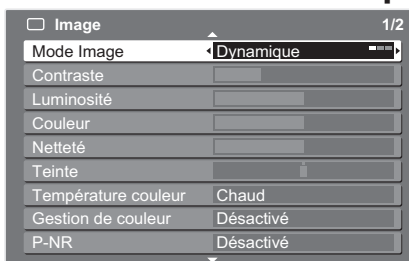 Image 1/2
Mode Image Dynamique
Contraste
Luminosité
Couleur
Netteté
Teinte
Température couleur Chaud
Gestion de couleur Désactivé
P-NR Désactivé